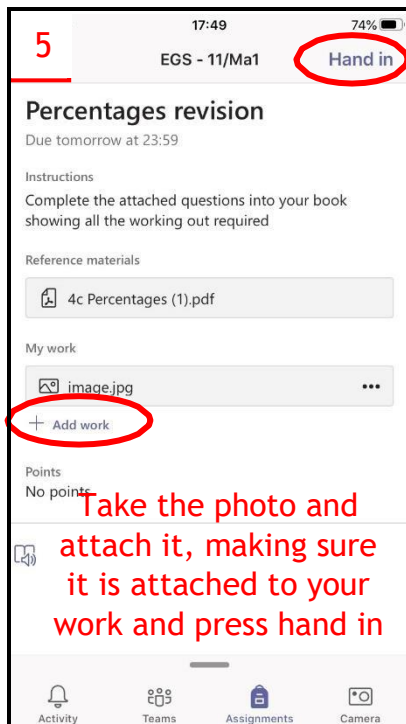 17:49
74%
5
EGS - 11/Ma1
Hand in
Percentages revision
Due tomorrow at 23:59
Instructions
Complete the attached questions into your book
showing all the working out required
Reference materials
4c Percentages (1).pdf
My work
image.jpg
+ Add work
Points
No points
Take the photo and
attach it, making sure
it is attached to your
work and press hand in
Activity
Teams
Assignments
Camera